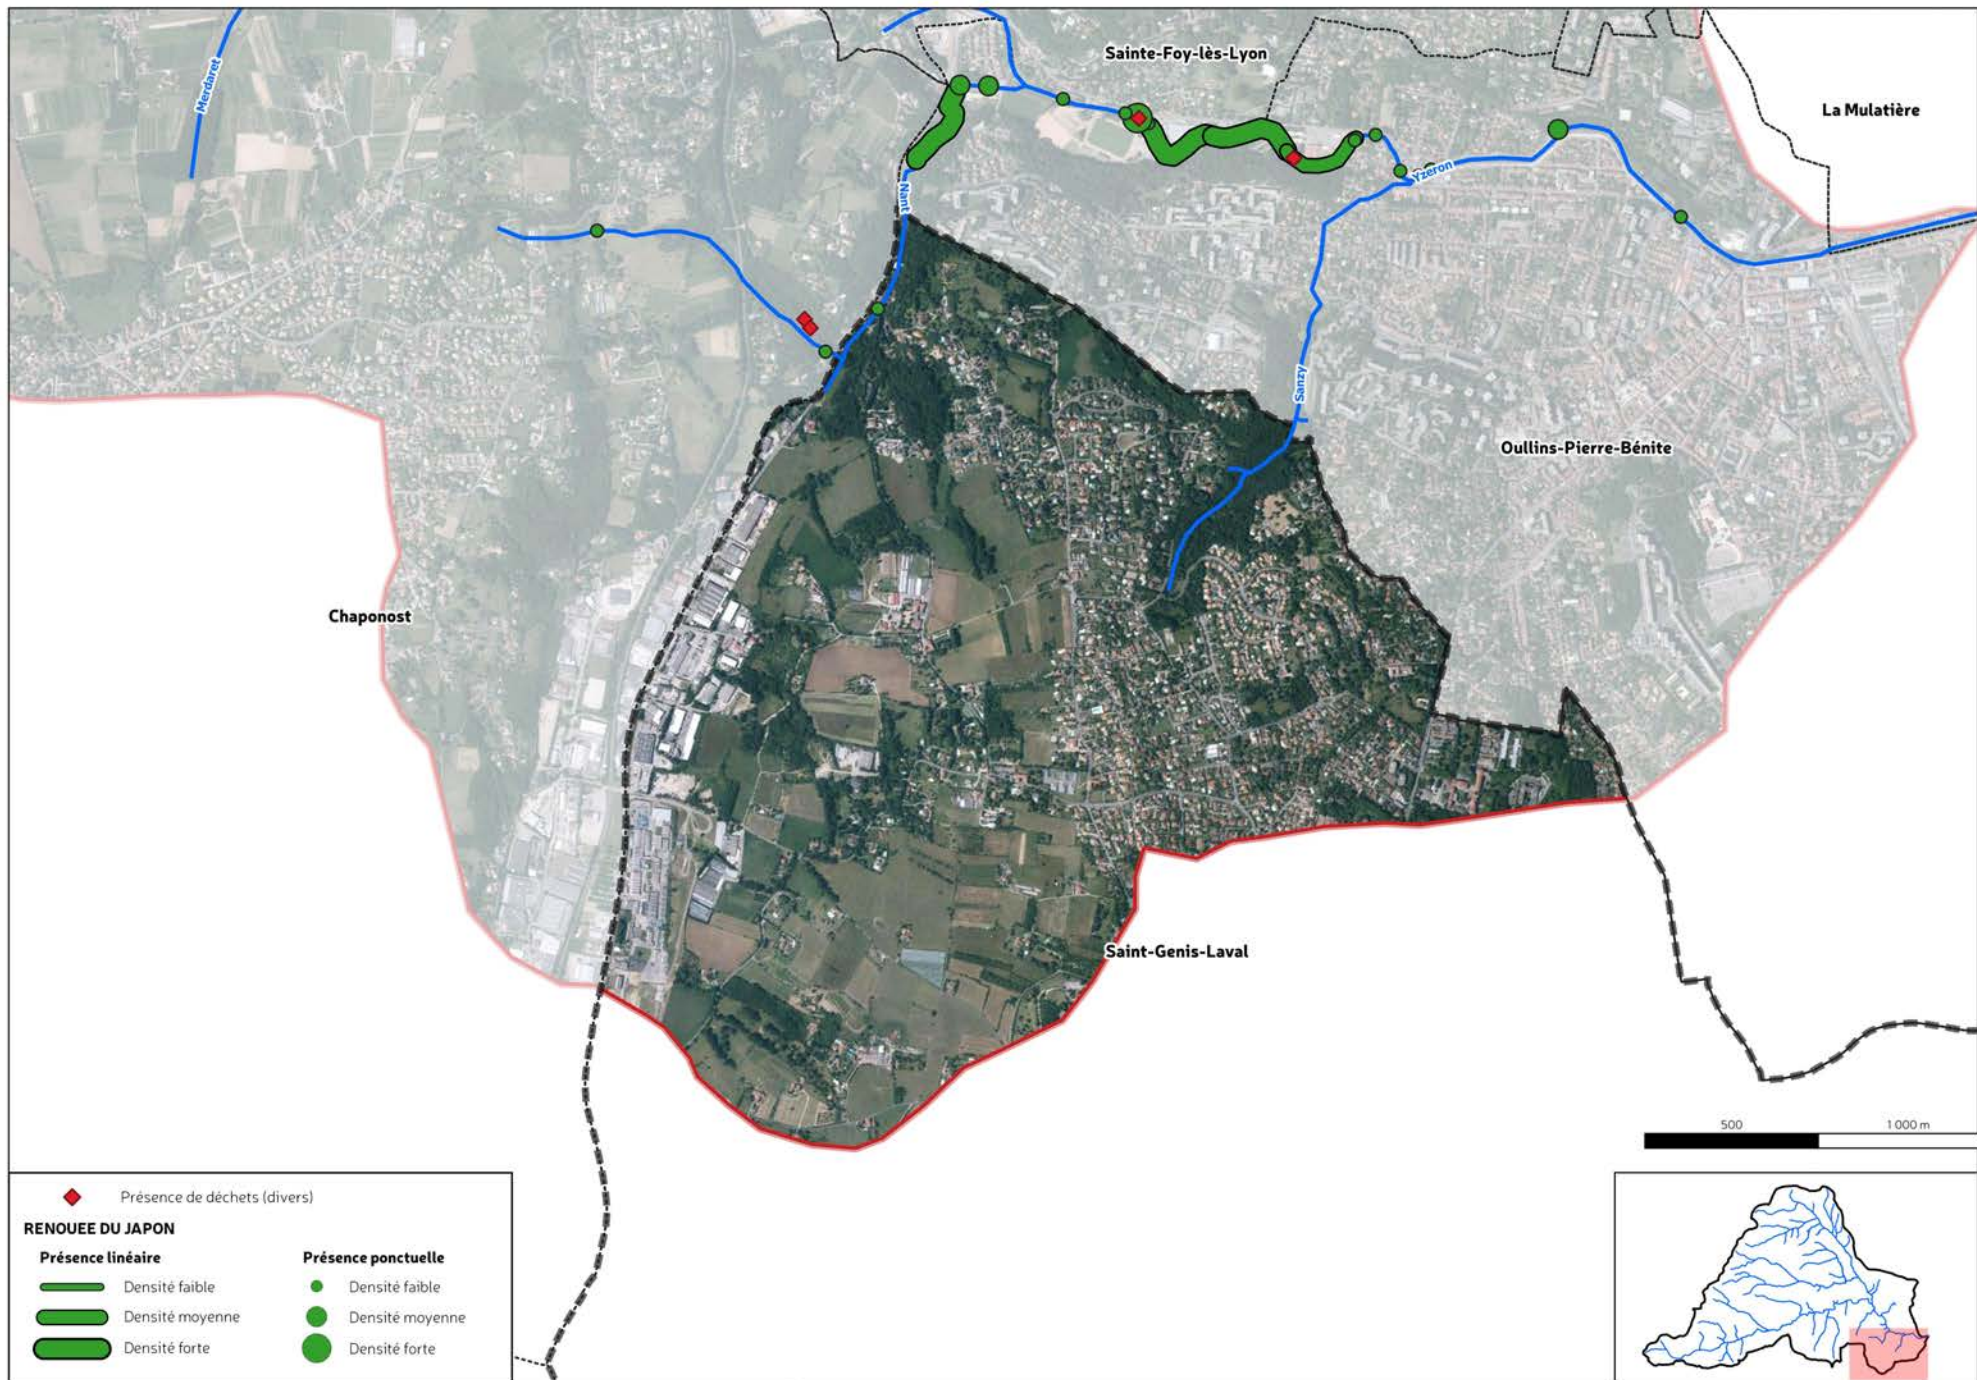 Merdaret
Sainte-Foy-lès-Lyon
La Mulatière
Nant
Yzeron
Sanzy
Oullins-Pierre-Bénite
Chaponost
Saint-Genis-Laval
500 1 000 m
Présence de déchets (divers)
RENOUEE DU JAPON
Présence linéaire Présence ponctuelle
Densité faible Densité faible
Densité moyenne Densité moyenne
Densité forte Densité forte